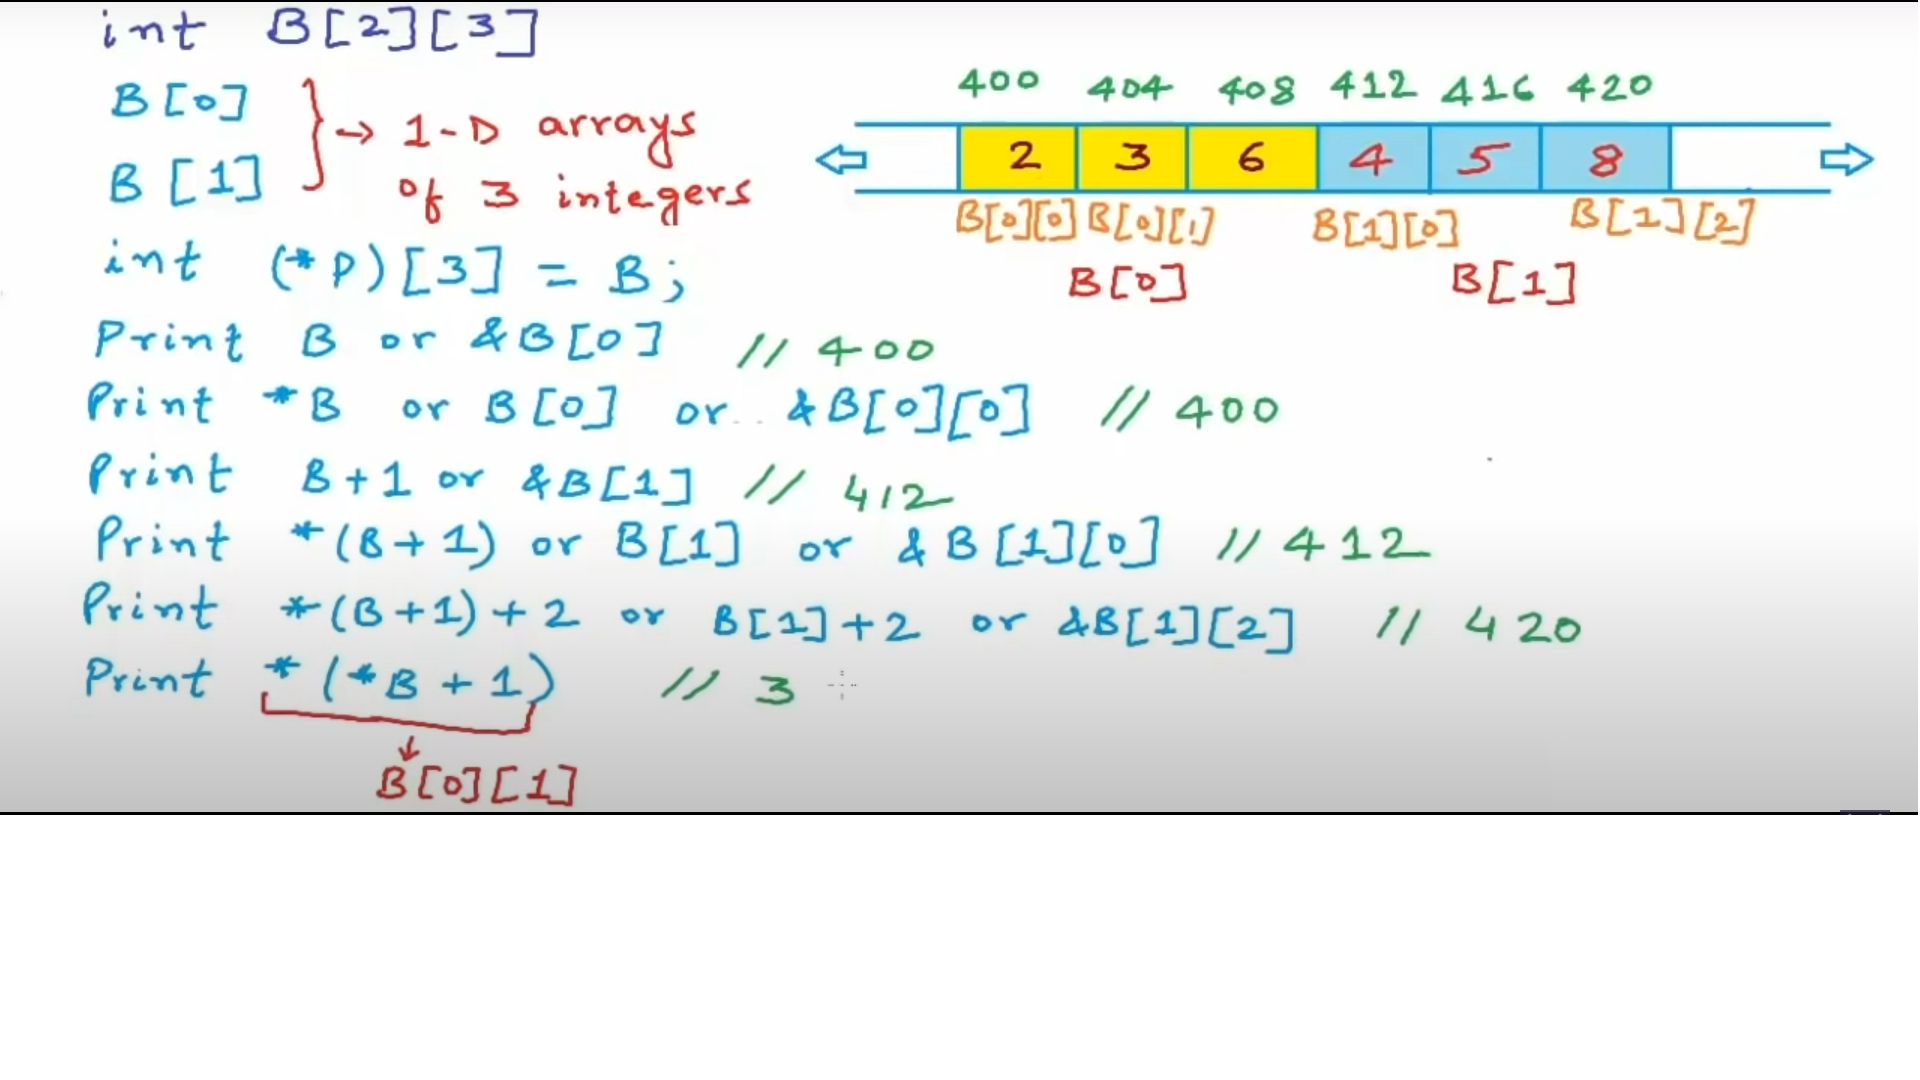 int B[2][3]
B[0]
B[1]
→ 1-D arrays
of 3 integers
400 404 408 412 416 420
2 3 6 4 5 8
B[0][0] B[0][1] B[1][0] B[1][2]
B[0] B[1]
int (*P)[3] = B;
Print B or &B[0] // 400
Print *B or B[0] or &B[0][0] // 400
Print B+1 or &B[1] // 412
Print *(B+1) or B[1] or &B[1][0] // 412
Print *(B+1)+2 or B[1]+2 or &B[1][2] // 420
Print *(*B+1) // 3
B[0][1]